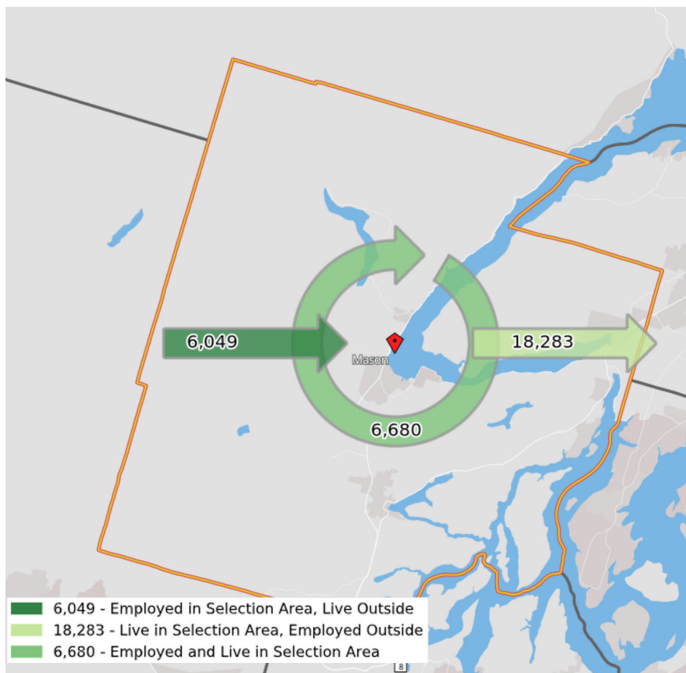 6,049
18,283
Mason
6,680
6,049 - Employed in Selection Area, Live Outside
18,283 - Live in Selection Area, Employed Outside
6,680 - Employed and Live in Selection Area
8